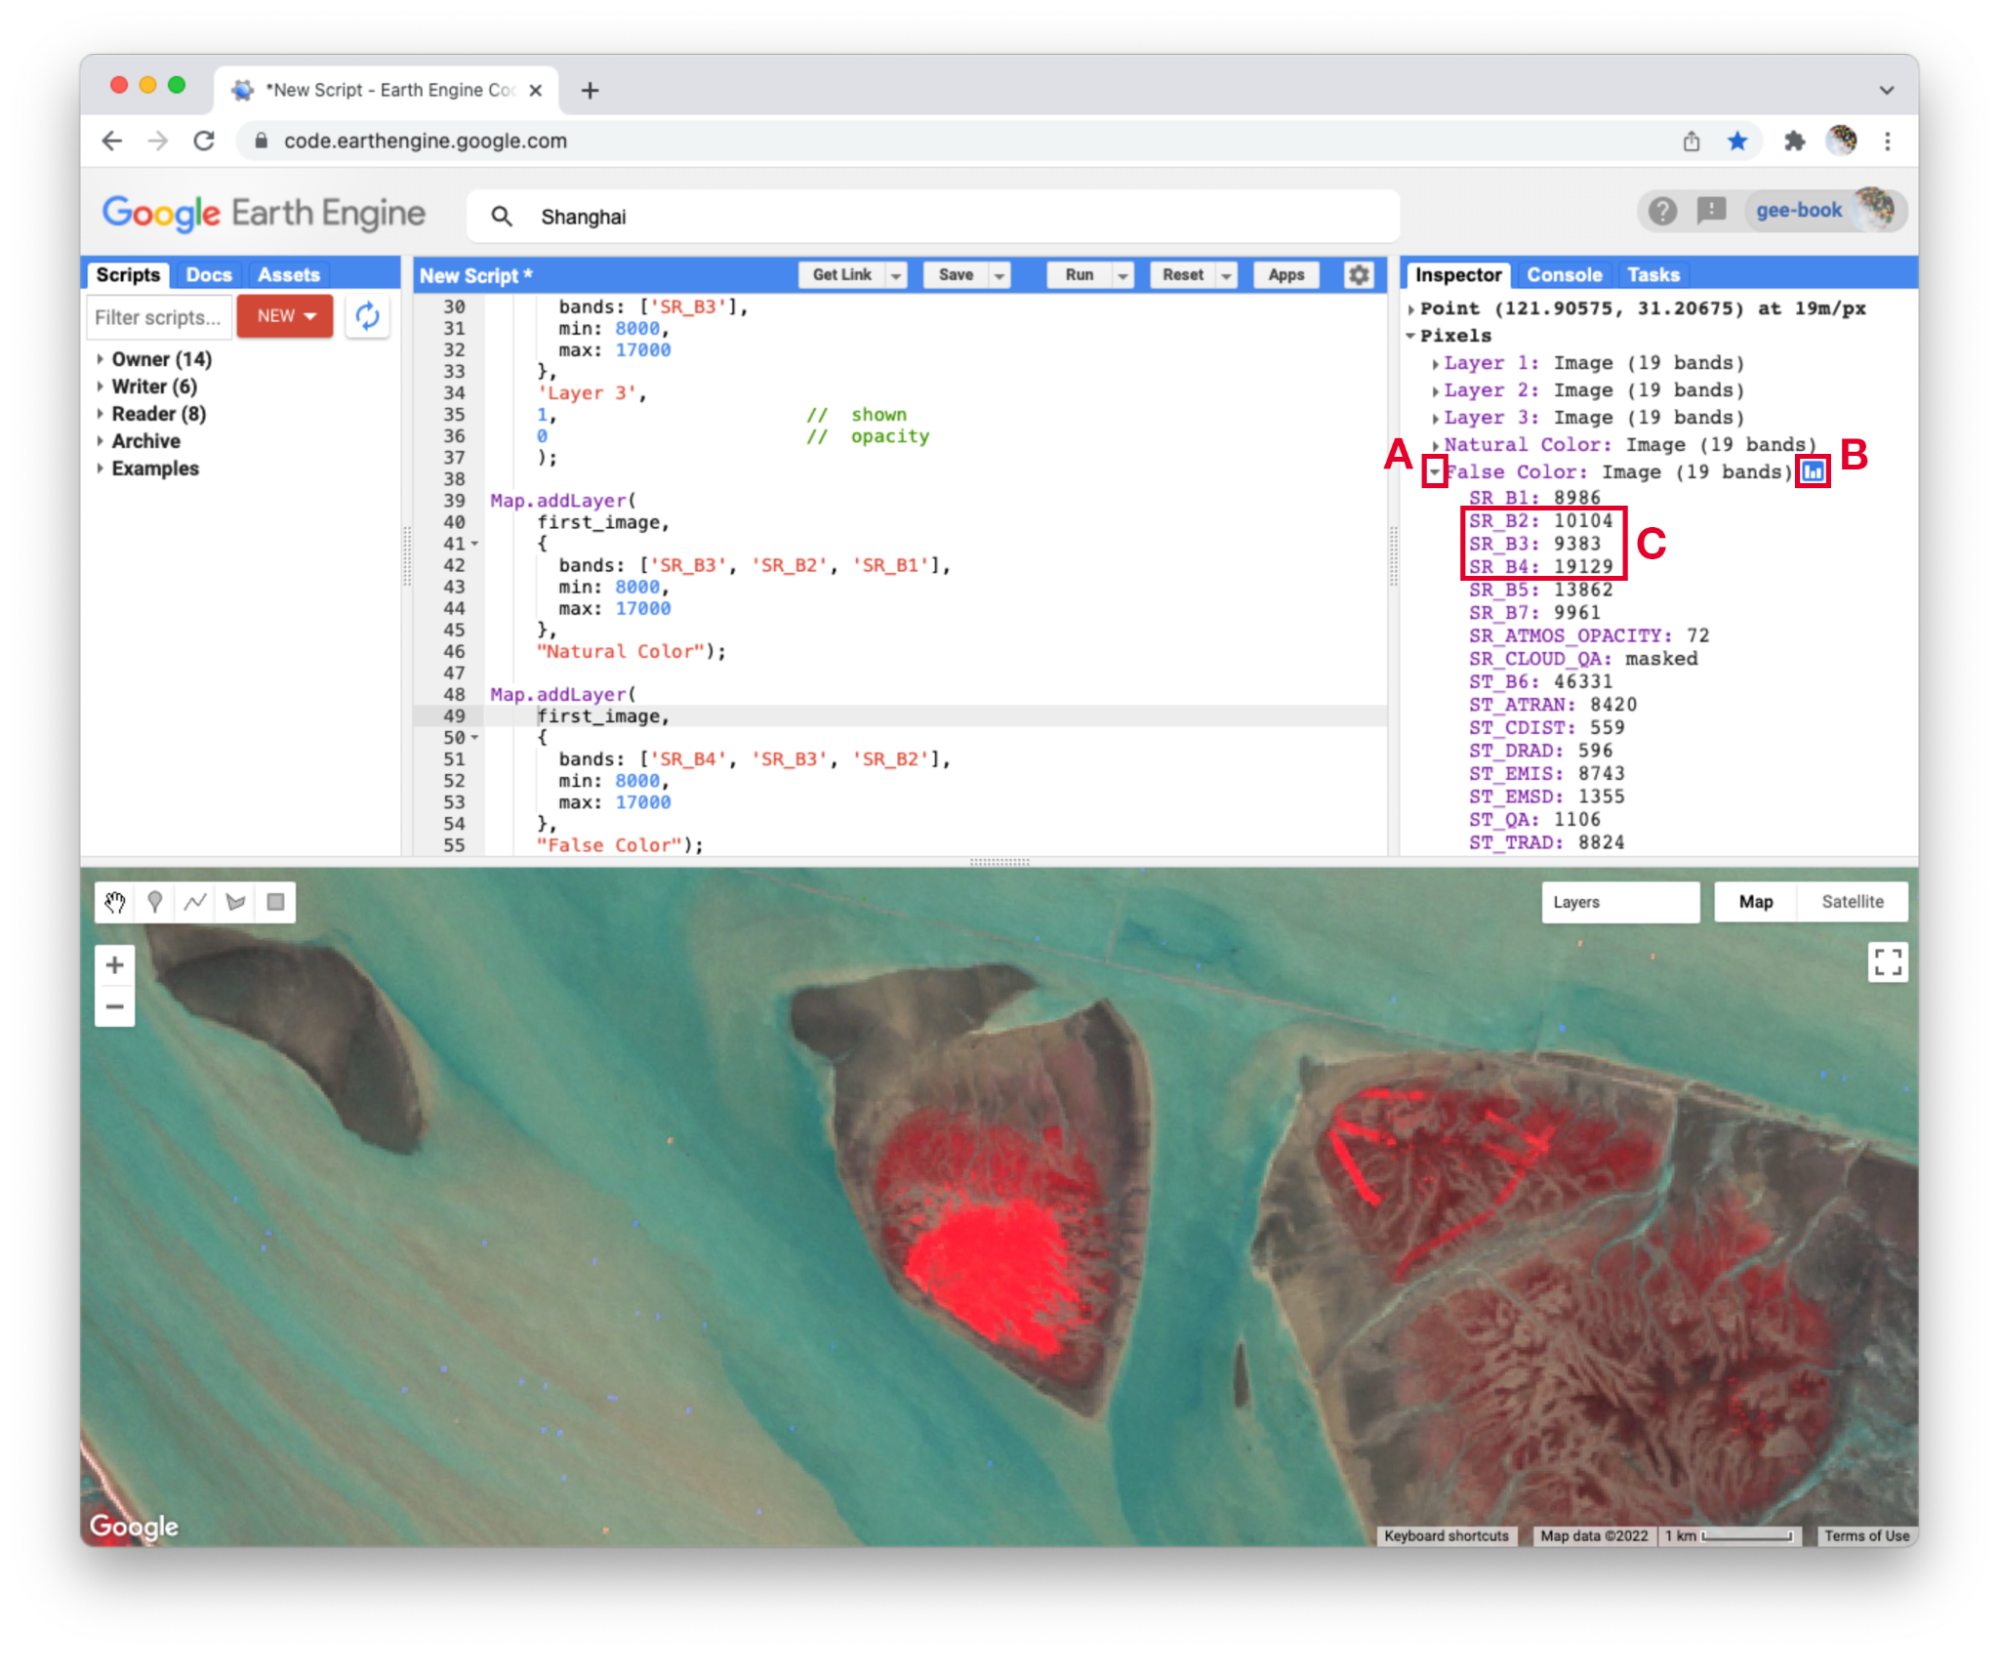 *New Script - Earth Engine Co
code.earthengine.google.com
Google Earth Engine
Shanghai
gee-book
Scripts Docs Assets
Filter scripts... NEW
Owner (14)
Writer (6)
Reader (8)
Archive
Examples
New Script * Get Link Save Run Reset Apps
30 bands: ['SR_B3'],
31 min: 8000,
32 max: 17000
33 },
34 'Layer 3',
35 1, // shown
36 0 // opacity
37 );
38
39 Map.addLayer(
40 first_image,
41 {
42 bands: ['SR_B3', 'SR_B2', 'SR_B1'],
43 min: 8000,
44 max: 17000
45 },
46 "Natural Color");
47
48 Map.addLayer(
49 first_image,
50 {
51 bands: ['SR_B4', 'SR_B3', 'SR_B2'],
52 min: 8000,
53 max: 17000
54 },
55 "False Color");
Inspector Console Tasks
Point (121.90575, 31.20675) at 19m/px
Pixels
Layer 1: Image (19 bands)
Layer 2: Image (19 bands)
Layer 3: Image (19 bands)
Natural Color: Image (19 bands)
A False Color: Image (19 bands) B
SR_B1: 8986
SR_B2: 10104
SR_B3: 9383 C
SR_B4: 19129
SR_B5: 13862
SR_B7: 9961
SR_ATMOS_OPACITY: 72
SR_CLOUD_QA: masked
ST_B6: 46331
ST_ATRAN: 8420
ST_CDIST: 559
ST_DRAD: 596
ST_EMIS: 8743
ST_EMSD: 1355
ST_QA: 1106
ST_TRAD: 8824
Layers Map Satellite
+
−
Google
Keyboard shortcuts Map data ©2022 1 km Terms of Use